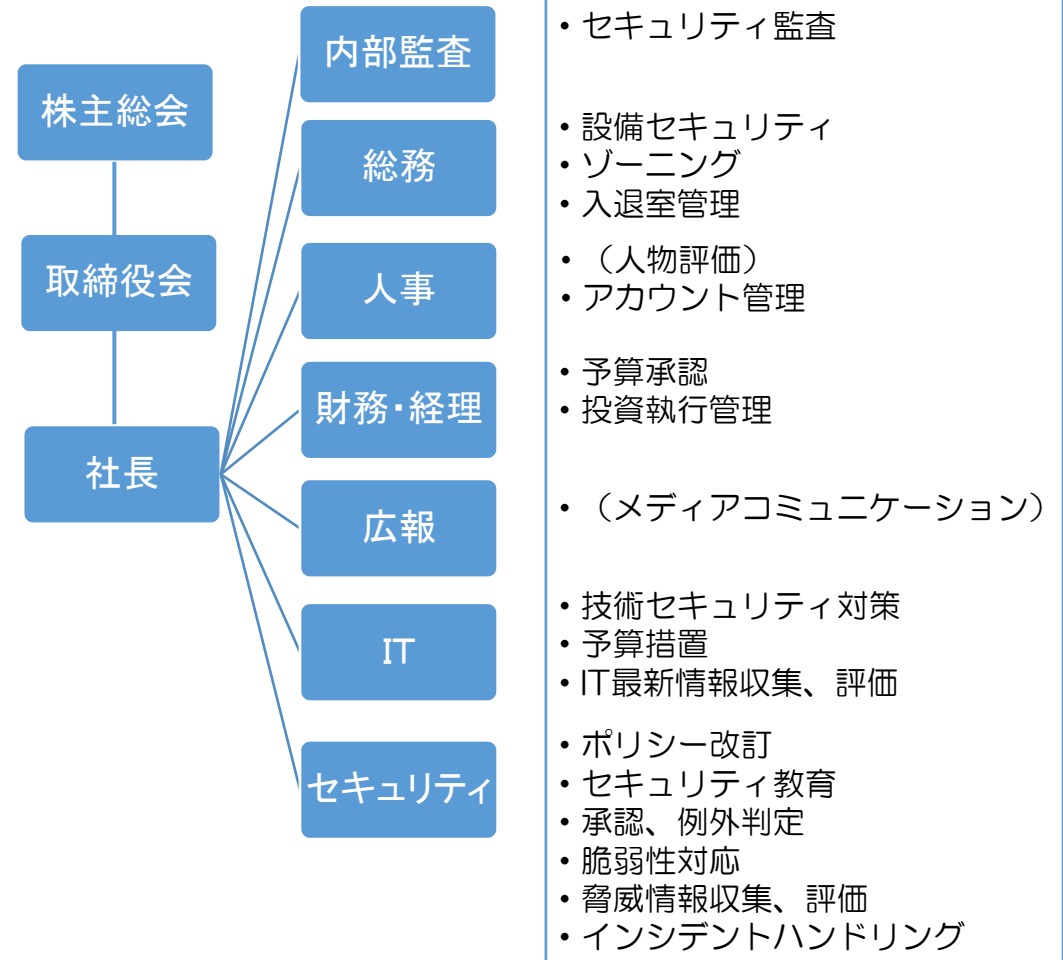 株主総会
取締役会
社長
内部監査
・セキュリティ監査
総務
・設備セキュリティ
・ゾーニング
・入退室管理
人事
・（人物評価）
・アカウント管理
財務・経理
・予算承認
・投資執行管理
広報
・（メディアコミュニケーション）
IT
・技術セキュリティ対策
・予算措置
・IT最新情報収集、評価
セキュリティ
・ポリシー改訂
・セキュリティ教育
・承認、例外判定
・脆弱性対応
・脅威情報収集、評価
・インシデントハンドリング